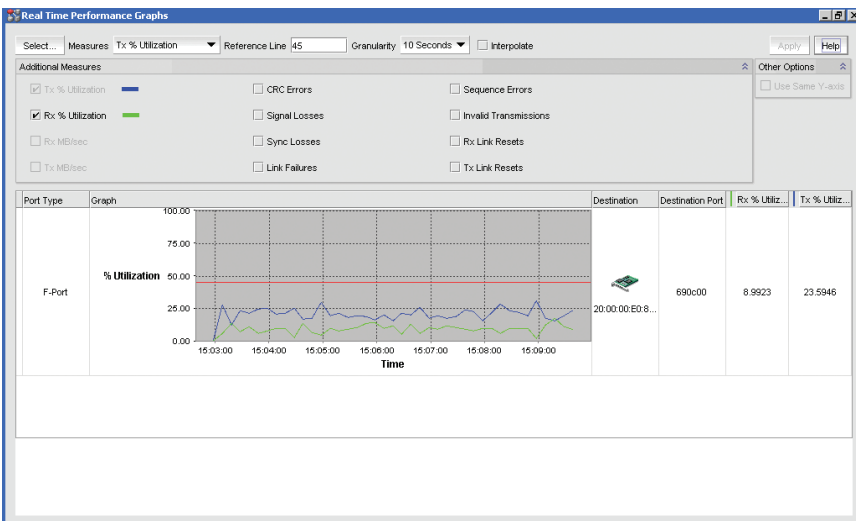 Real Time Performance Graphs
Select... Measures Tx % Utilization Reference Line 45 Granularity 10 Seconds Interpolate Apply Help
Additional Measures Other Options
Tx % Utilization CRC Errors Sequence Errors Use Same Y-axis
Rx % Utilization Signal Losses Invalid Transmissions
Rx MB/sec Sync Losses Rx Link Resets
Tx MB/sec Link Failures Tx Link Resets
Port Type Graph Destination Destination Port Rx % Utiliz... Tx % Utiliz...
100.00
75.00
% Utilization 50.00
F-Port 690c00 8.9923 23.5946
25.00 20:00:00:E0:8...
0.00
15:03:00 15:04:00 15:05:00 15:06:00 15:07:00 15:08:00 15:09:00
Time